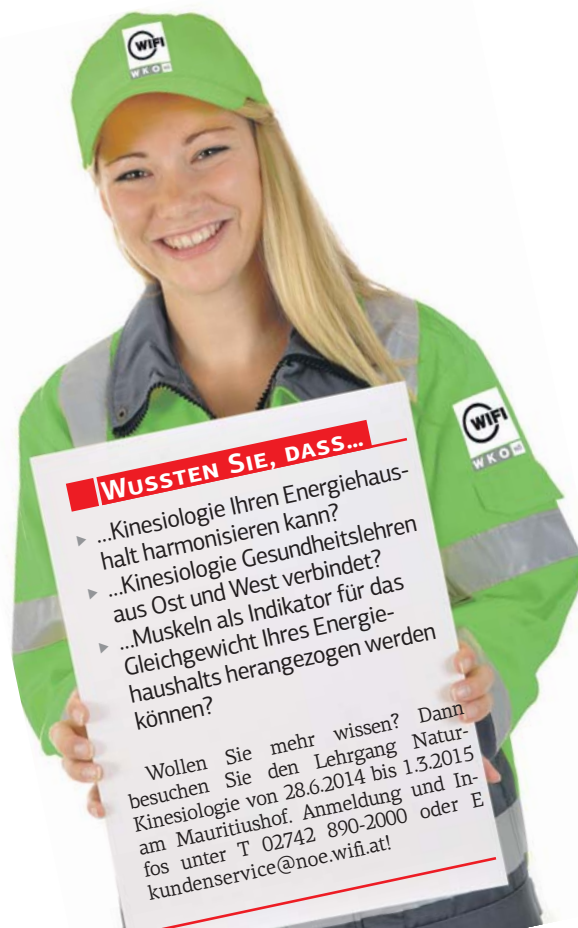 WIFI
WKO NÖ
WIFI
WKO NÖ
WUSSTEN SIE, DASS...
...Kinesiologie Ihren Energiehaus-
halt harmonisieren kann?
...Kinesiologie Gesundheitslehren
aus Ost und West verbindet?
...Muskeln als Indikator für das
Gleichgewicht Ihres Energie-
haushalts herangezogen werden
können?
Wollen Sie mehr wissen? Dann
besuchen Sie den Lehrgang Natur-
Kinesiologie von 28.6.2014 bis 1.3.2015
am Mauritiushof. Anmeldung und In-
fos unter T 02742 890-2000 oder E
kundenservice@noe.wifi.at!